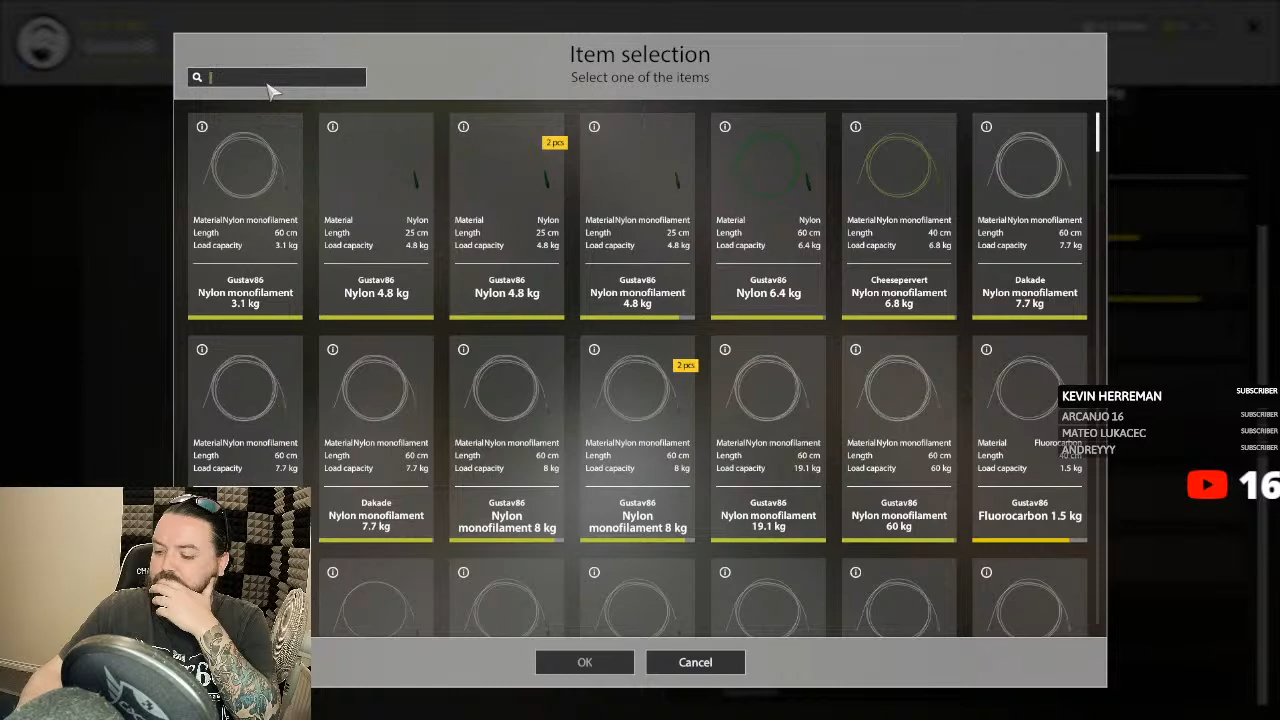 Item selection
Select one of the items
Material Nylon monofilament
Length 60 cm
Load capacity 3.1 kg
Gustav86
Nylon monofilament
3.1 kg
Material Nylon
Length 25 cm
Load capacity 4.8 kg
Gustav86
Nylon 4.8 kg
2 pcs
Material Nylon
Length 25 cm
Load capacity 4.8 kg
Gustav86
Nylon 4.8 kg
Material Nylon monofilament
Length 25 cm
Load capacity 4.8 kg
Gustav86
Nylon monofilament
4.8 kg
Material Nylon
Length 60 cm
Load capacity 6.4 kg
Gustav86
Nylon 6.4 kg
Material Nylon monofilament
Length 40 cm
Load capacity 6.8 kg
Cheesepervert
Nylon monofilament
6.8 kg
Material Nylon monofilament
Length 60 cm
Load capacity 7.7 kg
Dakade
Nylon monofilament
7.7 kg
Material Nylon monofilament
Length 60 cm
Load capacity 7.7 kg
Material Nylon monofilament
Length 60 cm
Load capacity 7.7 kg
Dakade
Nylon monofilament
7.7 kg
Material Nylon monofilament
Length 60 cm
Load capacity 8 kg
Gustav86
Nylon
monofilament 8 kg
2 pcs
Material Nylon monofilament
Length 60 cm
Load capacity 8 kg
Gustav86
Nylon
monofilament 8 kg
Material Nylon monofilament
Length 60 cm
Load capacity 19.1 kg
Gustav86
Nylon monofilament
19.1 kg
Material Nylon monofilament
Length 60 cm
Load capacity 60 kg
Gustav86
Nylon monofilament
60 kg
Material Fluorocarbon
Length 40 cm
Load capacity 1.5 kg
Gustav86
Fluorocarbon 1.5 kg
KEVIN HERREMAN SUBSCRIBER
ARCANJO 16 SUBSCRIBER
MATEO LUKACEC SUBSCRIBER
ANDREYYY SUBSCRIBER
16
OK
Cancel